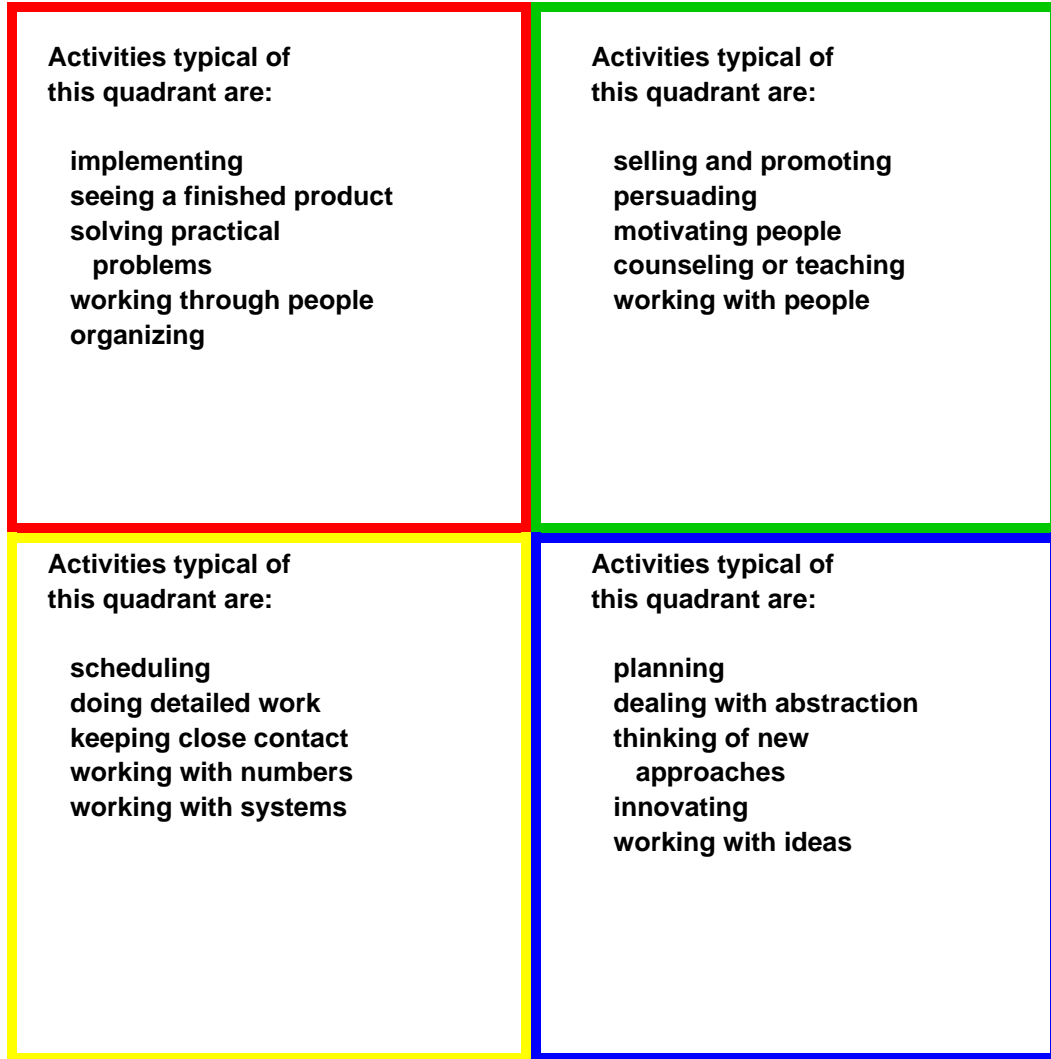 Activities typical of
this quadrant are:
implementing
seeing a finished product
solving practical
problems
working through people
organizing
Activities typical of
this quadrant are:
selling and promoting
persuading
motivating people
counseling or teaching
working with people
Activities typical of
this quadrant are:
scheduling
doing detailed work
keeping close contact
working with numbers
working with systems
Activities typical of
this quadrant are:
planning
dealing with abstraction
thinking of new
approaches
innovating
working with ideas